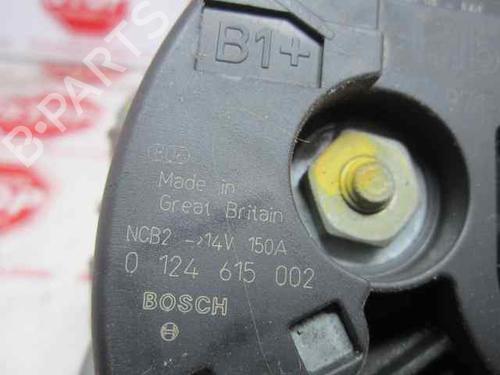 B1+
Made in
Great Britain
NCB2 →14V 150A
0 124 615 002
BOSCH
B-PARTS